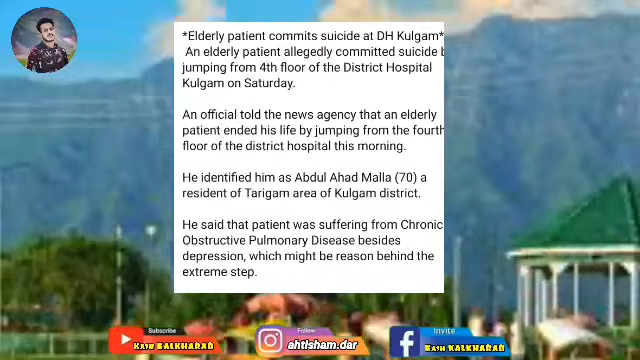 *Elderly patient commits suicide at DH Kulgam*
An elderly patient allegedly committed suicide
jumping from 4th floor of the District Hospital
Kulgam on Saturday.
An official told the news agency that an elderly
patient ended his life by jumping from the fourth
floor of the district hospital this morning.
He identified him as Abdul Ahad Malla (70) a
resident of Tarigam area of Kulgam district.
He said that patient was suffering from Chronic
Obstructive Pulmonary Disease besides
depression, which might be reason behind the
extreme step.
Subscribe
Kash KALKHARAB
Follow
ahtisham.dar
Invite
Kash KALKHARAB